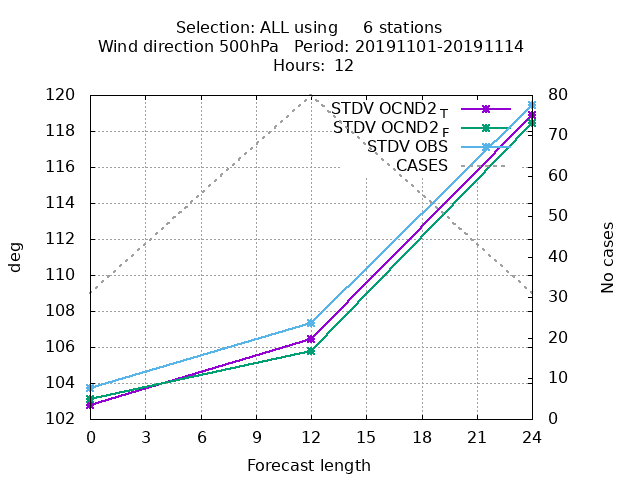 Selection: ALL using     6 stations
Wind direction 500hPa   Period: 20191101-20191114
Hours: 12
STDV OCND2 T
STDV OCND2 F
STDV OBS
CASES
120
118
116
114
112
110
108
106
104
102
deg
80
70
60
50
40
30
20
10
0
No cases
0 3 6 9 12 15 18 21 24
Forecast length